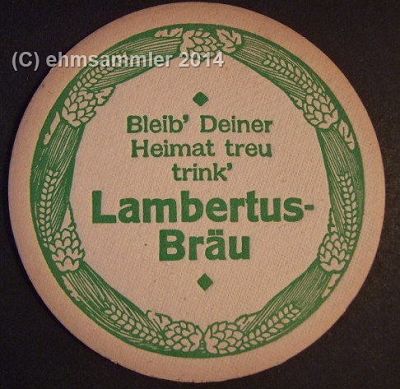 (C) ehmsammler 2014
Bleib' Deiner
Heimat treu
trink'
Lambertus-
Bräu